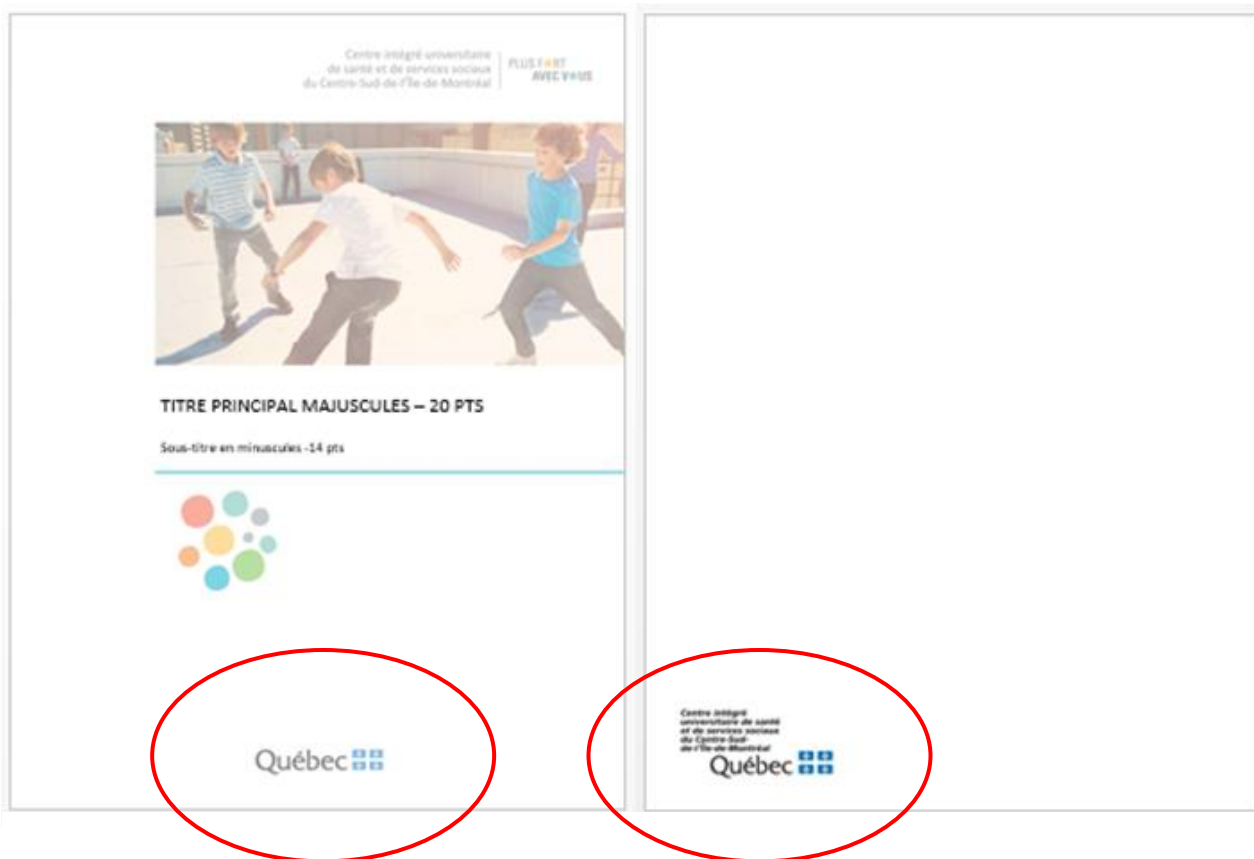 Centre intégré universitaire
de santé et de services sociaux
du Centre-Sud-de-l'Île-de-Montréal
PLUS FORT
AVEC VOUS
TITRE PRINCIPAL MAJUSCULES – 20 PTS
Sous-titre en minuscules -14 pts
Québec
Centre intégré
universitaire de santé
et de services sociaux
du Centre-Sud-
de-l'Île-de-Montréal
Québec